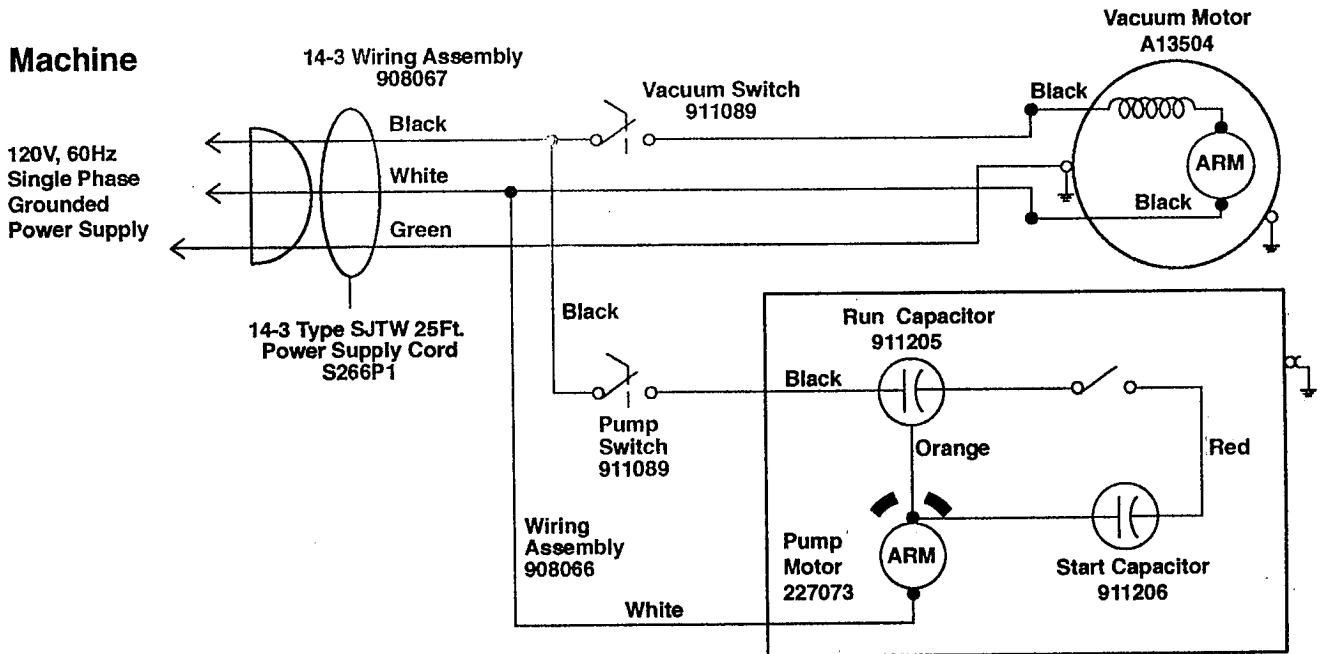 Machine
120V, 60Hz
Single Phase
Grounded
Power Supply
14-3 Wiring Assembly
908067
Black
White
Green
14-3 Type SJTW 25Ft.
Power Supply Cord
S266P1
Vacuum Switch
911089
Vacuum Motor
A13504
Black
ARM
Black
Black
Pump
Switch
911089
Wiring
Assembly
908066
White
Run Capacitor
911205
Black
Orange
Red
Pump
Motor
227073
ARM
Start Capacitor
911206